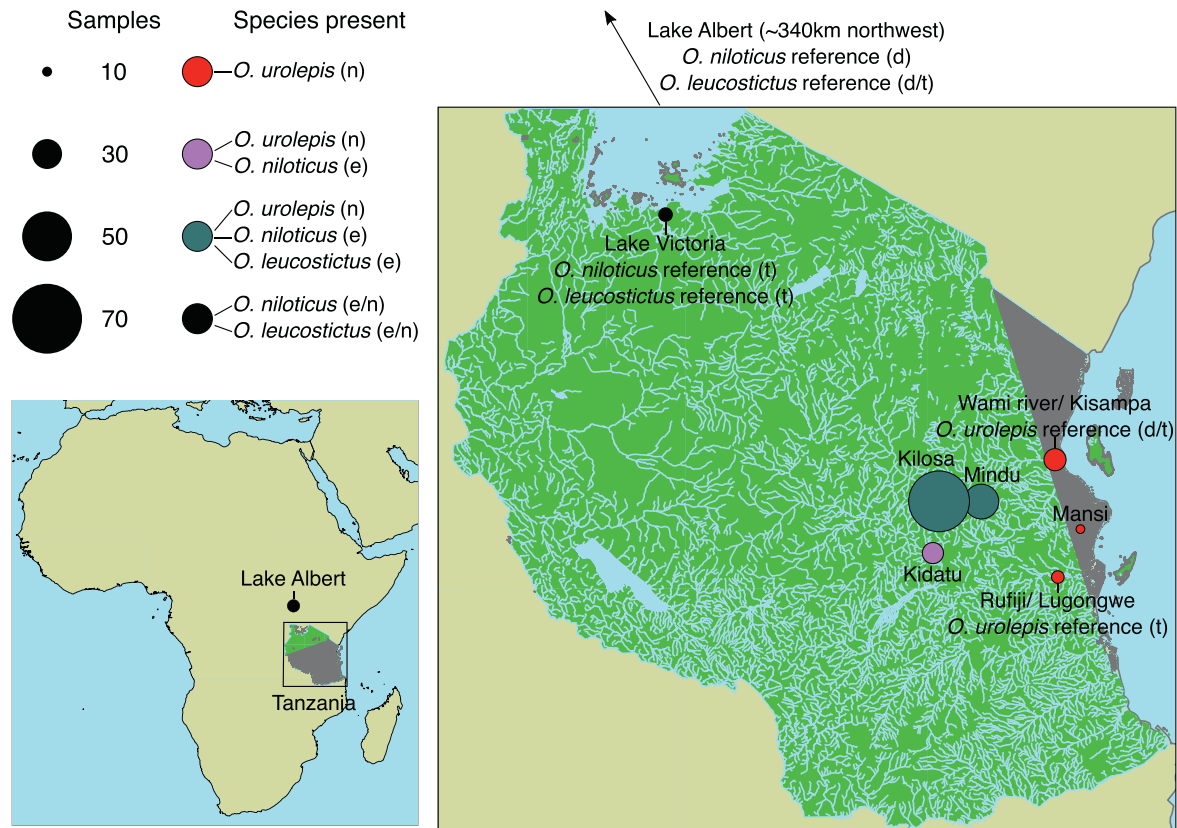 Samples
Species present
10
O. urolepis (n)
30
O. urolepis (n)
O. niloticus (e)
50
O. urolepis (n)
O. niloticus (e)
O. leucostictus (e)
70
O. niloticus (e/n)
O. leucostictus (e/n)
Lake Albert
Tanzania
Lake Albert (~340km northwest)
O. niloticus reference (d)
O. leucostictus reference (d/t)
Lake Victoria
O. niloticus reference (t)
O. leucostictus reference (t)
Wami river/ Kisampa
O. urolepis reference (d/t)
Kilosa
Mindu
Mansi
Kidatu
Rufiji/ Lugongwe
O. urolepis reference (t)